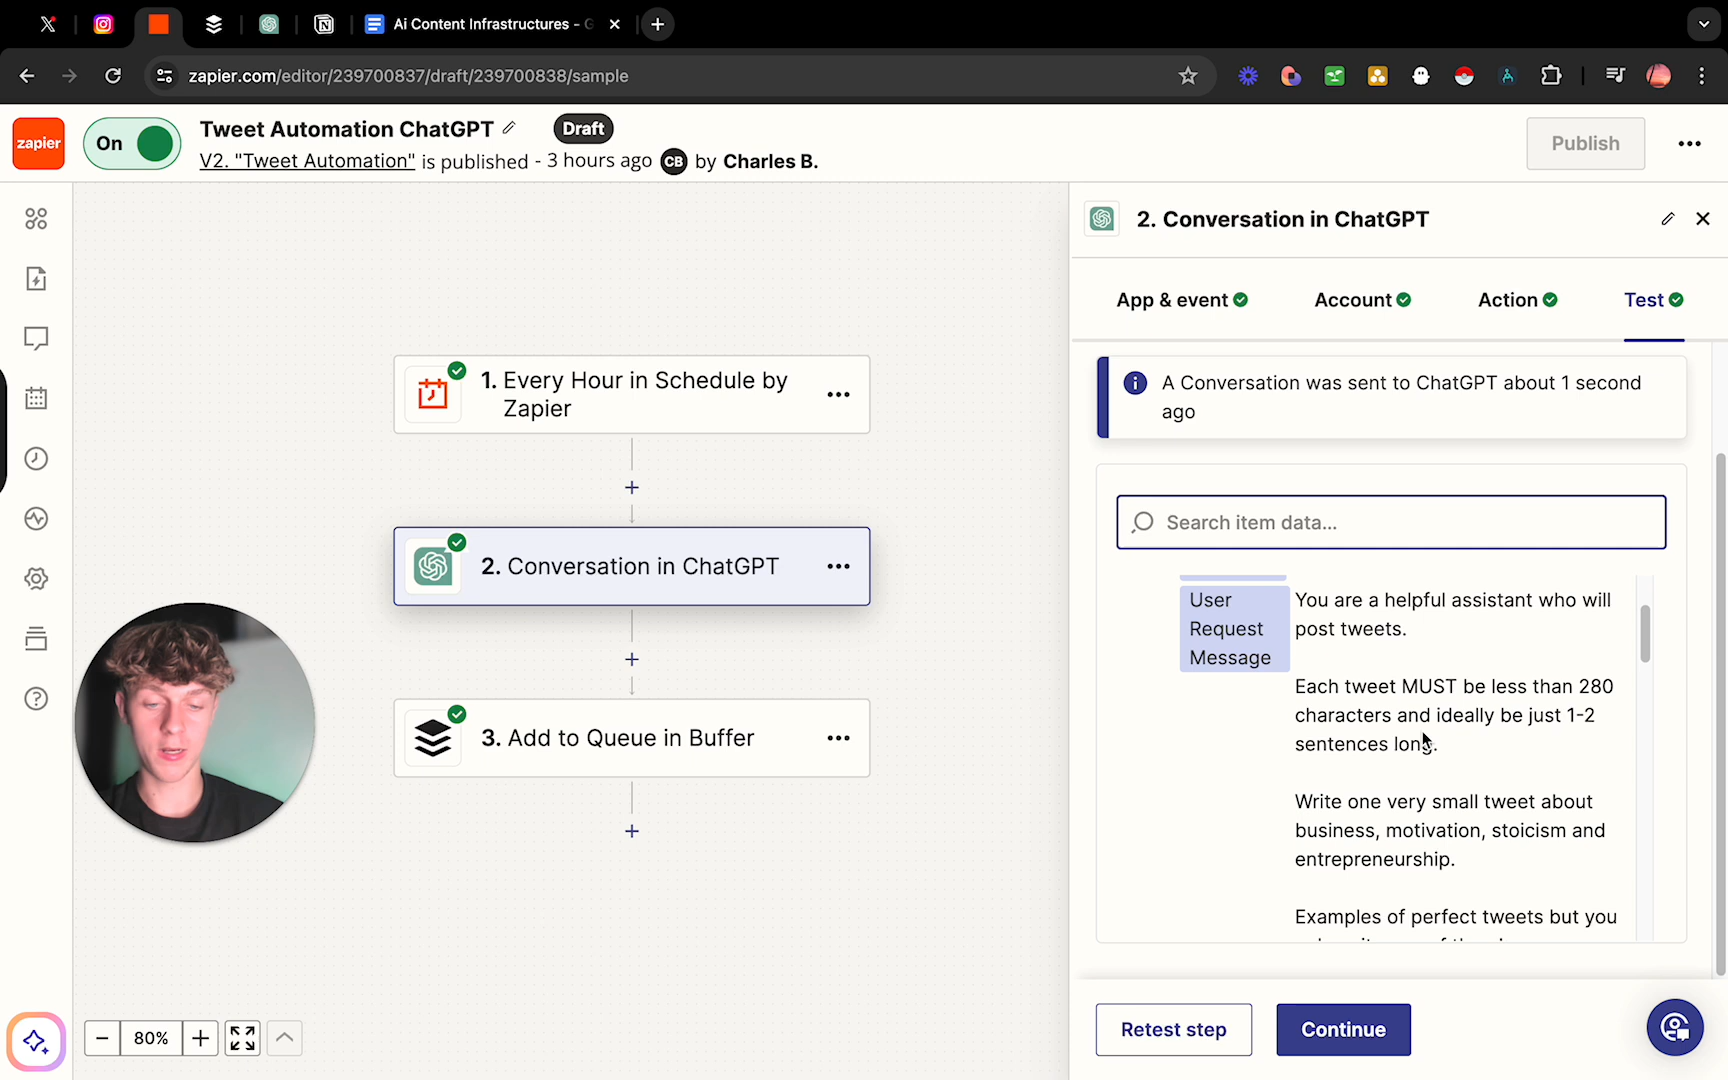 Ai Content Infrastructures - G
zapier.com/editor/239700837/draft/239700838/sample
zapier
On
Tweet Automation ChatGPT
Draft
V2. "Tweet Automation" is published - 3 hours ago CB by Charles B.
Publish
2. Conversation in ChatGPT
App & event
Account
Action
Test
A Conversation was sent to ChatGPT about 1 second
ago
Search item data...
User
Request
Message
You are a helpful assistant who will
post tweets.
Each tweet MUST be less than 280
characters and ideally be just 1-2
sentences long.
Write one very small tweet about
business, motivation, stoicism and
entrepreneurship.
Examples of perfect tweets but you
1. Every Hour in Schedule by
Zapier
2. Conversation in ChatGPT
3. Add to Queue in Buffer
80%
Retest step
Continue